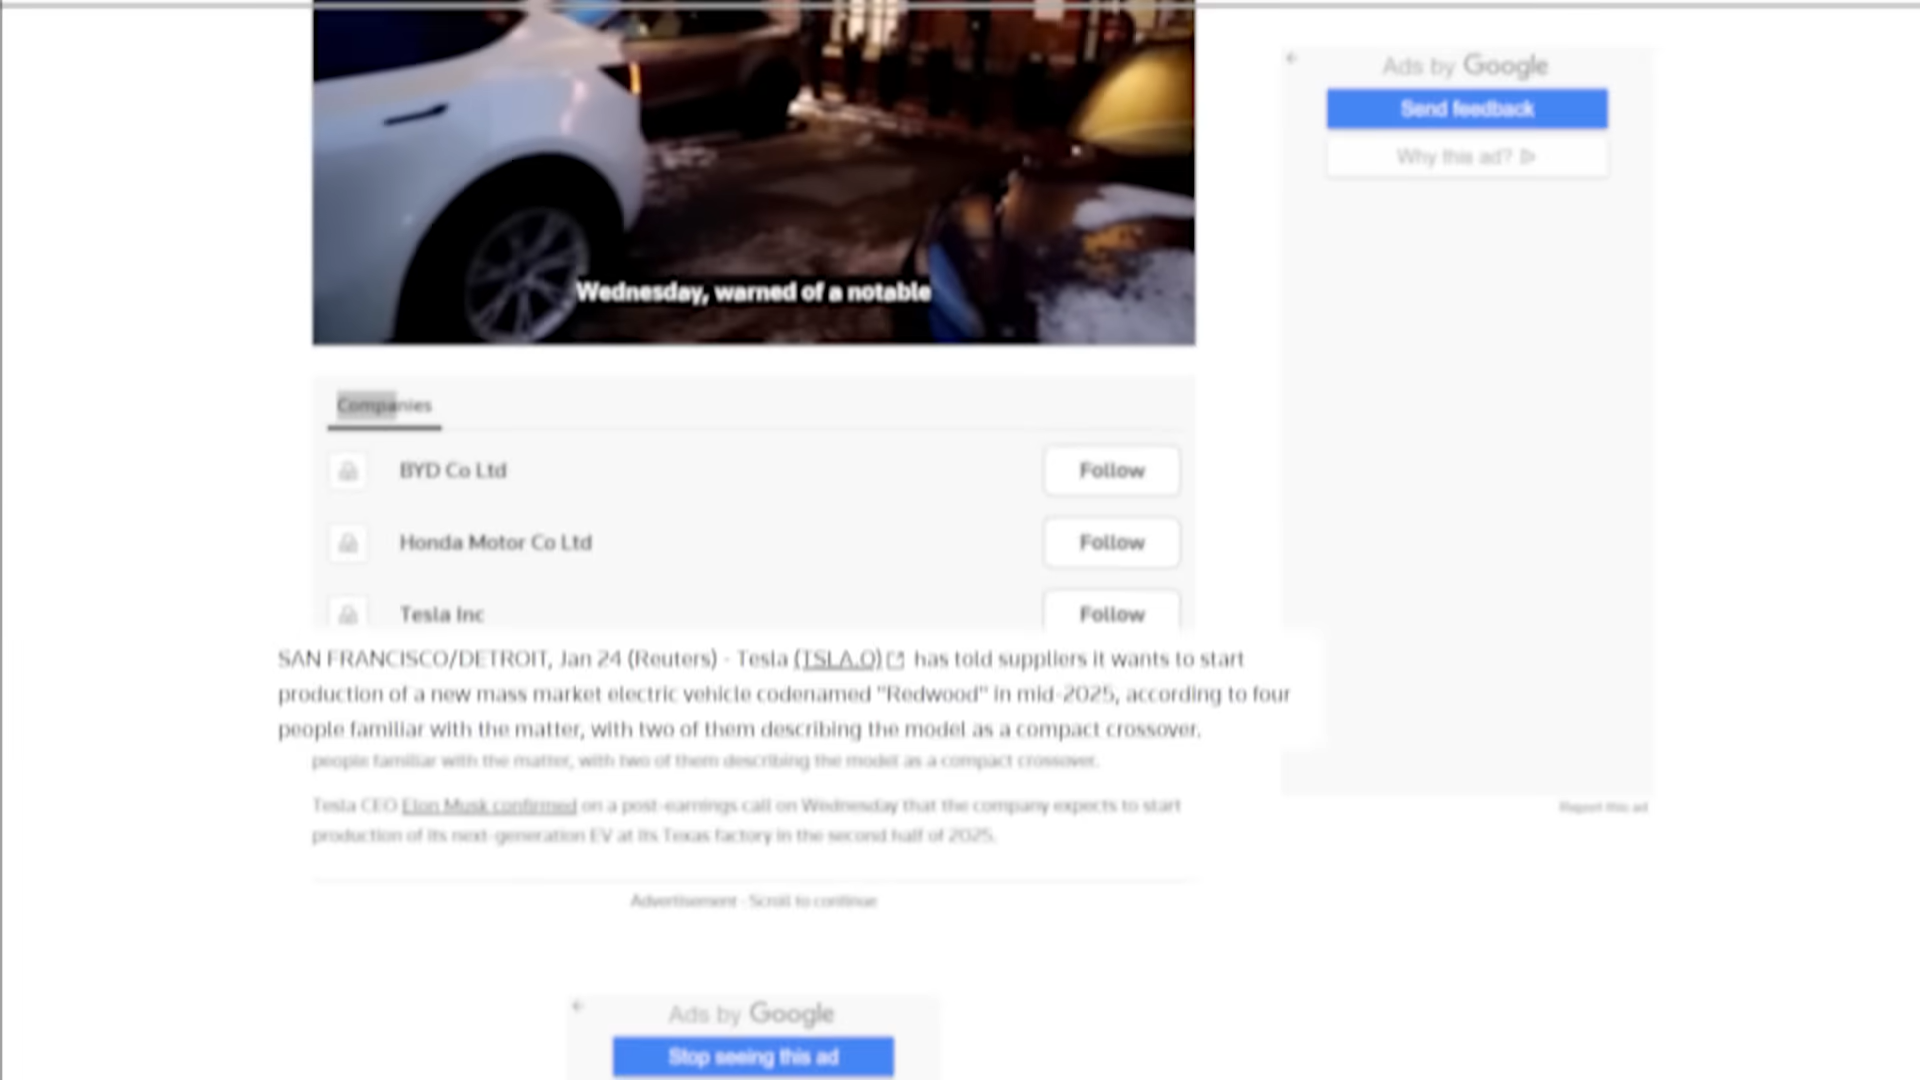 Ads by Google
Send feedback
Why this ad?
Wednesday, warned of a notable
Companies
BYD Co Ltd
Follow
Honda Motor Co Ltd
Follow
Tesla Inc
Follow
SAN FRANCISCO/DETROIT, Jan 24 (Reuters) - Tesla (TSLA.O) has told suppliers it wants to start
production of a new mass market electric vehicle codenamed "Redwood" in mid-2025, according to four
people familiar with the matter, with two of them describing the model as a compact crossover.
people familiar with the matter, with two of them describing the model as a compact crossover.
Tesla CEO Elon Musk confirmed on a post-earnings call on Wednesday that the company expects to start
production of its next-generation EV at its Texas factory in the second half of 2025.
Report this ad
Advertisement · Scroll to continue
Ads by Google
Stop seeing this ad